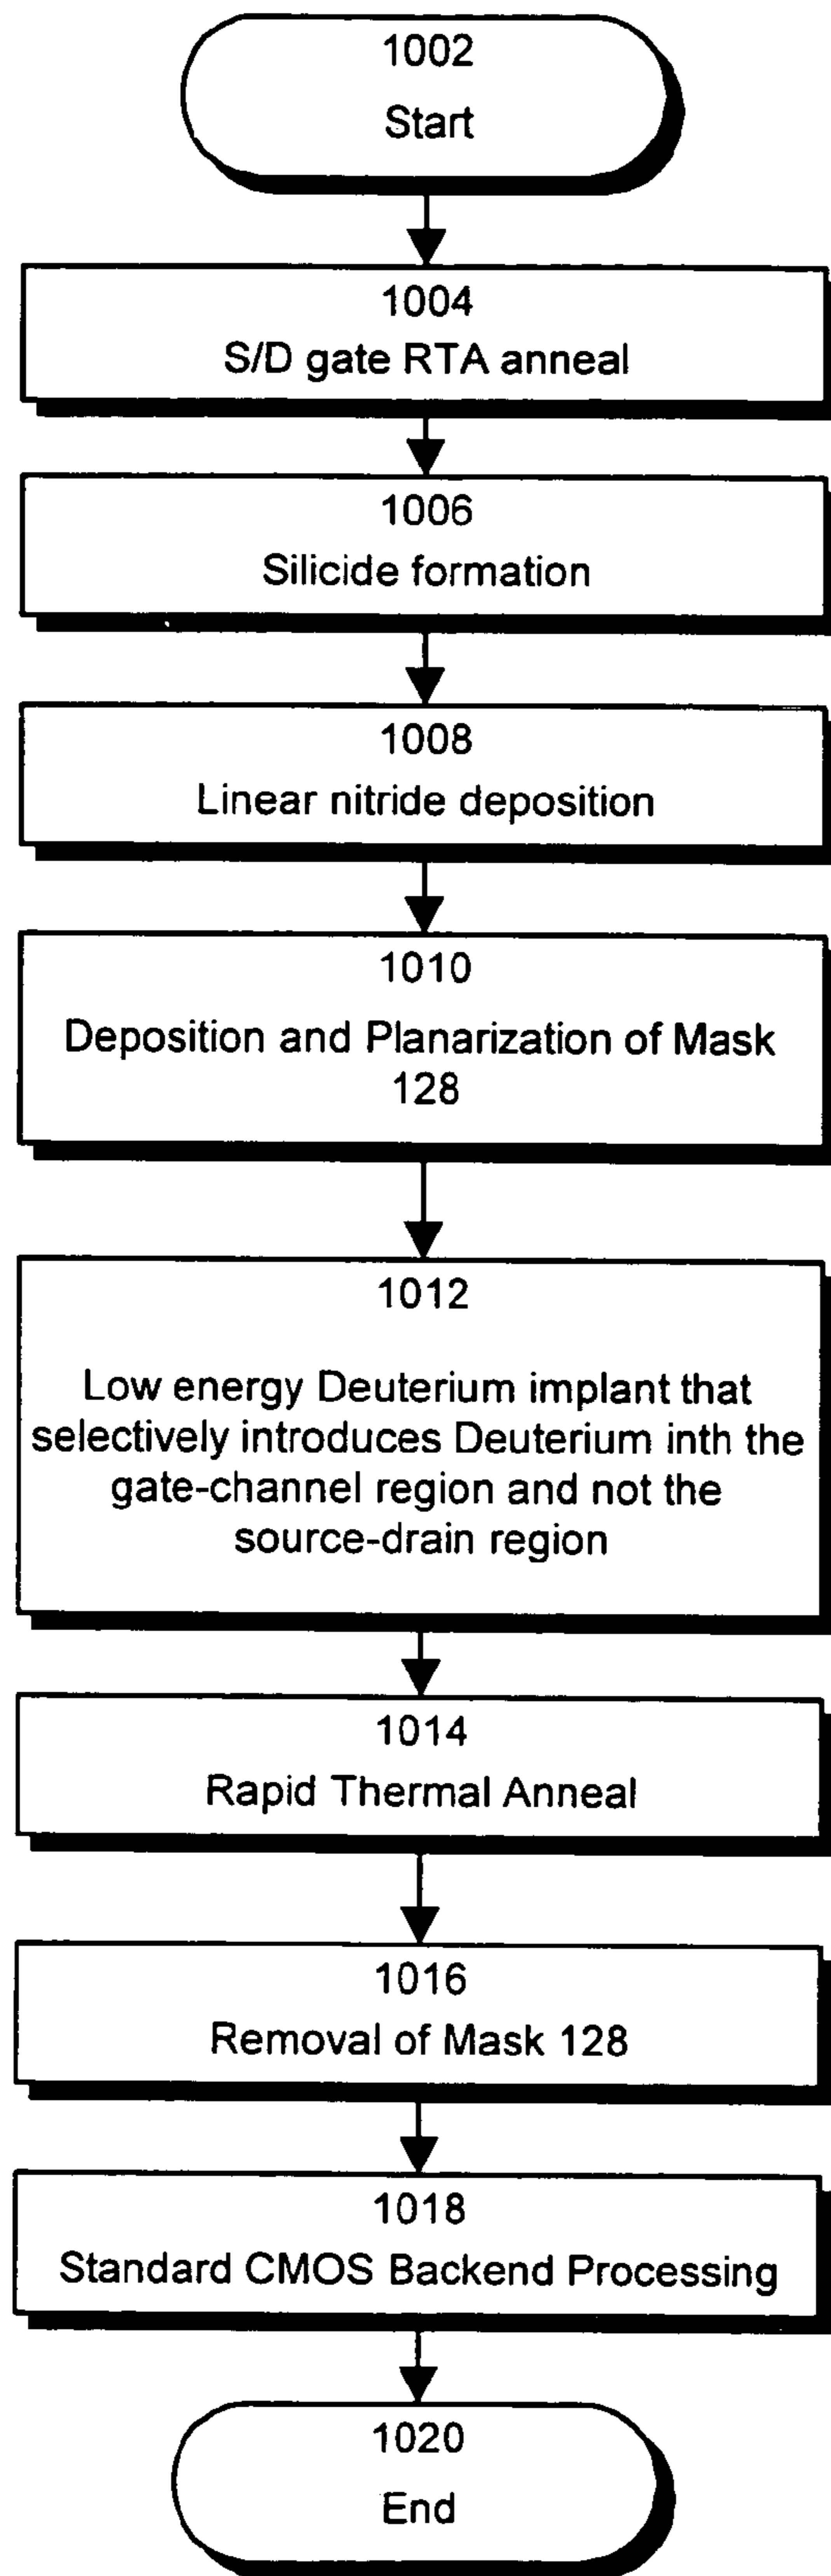 1002
Start
1004
S/D gate RTA anneal
1006
Silicide formation
1008
Linear nitride deposition
1010
Deposition and Planarization of Mask
128
1012
Low energy Deuterium implant that
selectively introduces Deuterium inth the
gate-channel region and not the
source-drain region
1014
Rapid Thermal Anneal
1016
Removal of Mask 128
1018
Standard CMOS Backend Processing
1020
End